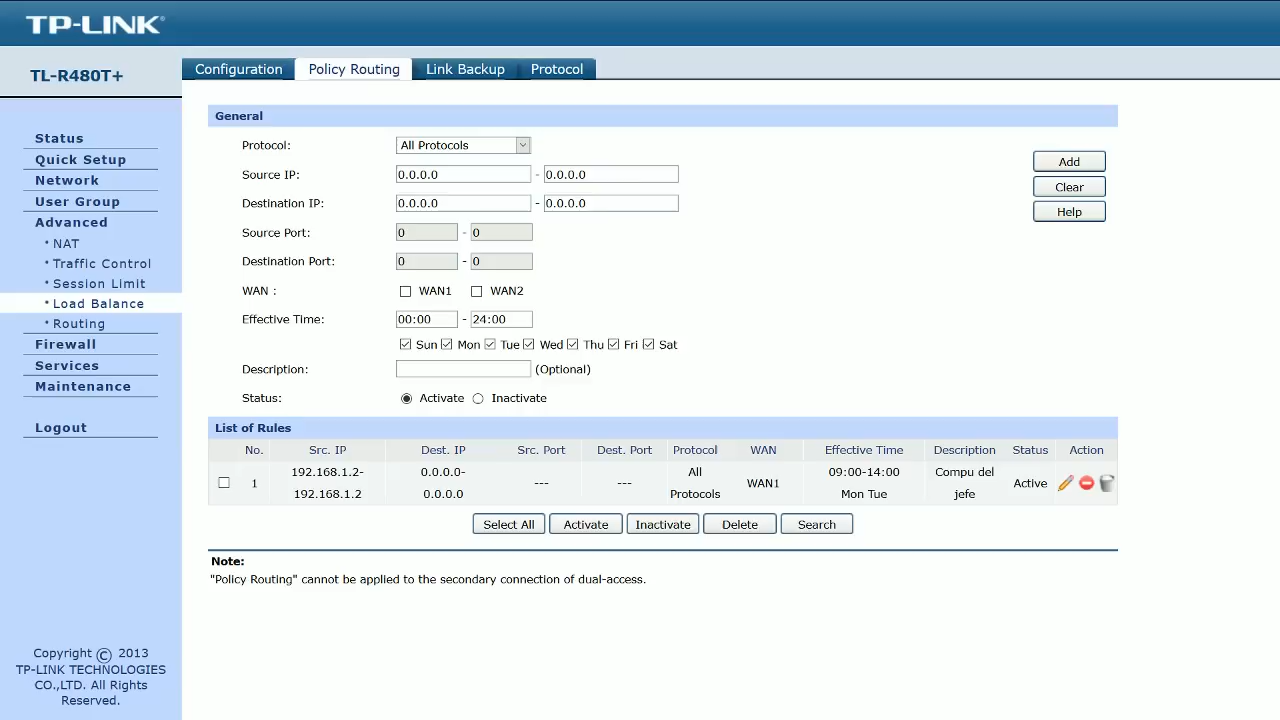 TP-LINK
TL-R480T+
Configuration Policy Routing Link Backup Protocol
Status
Quick Setup
Network
User Group
Advanced
• NAT
• Traffic Control
• Session Limit
• Load Balance
• Routing
Firewall
Services
Maintenance
Logout
Copyright © 2013
TP-LINK TECHNOLOGIES
CO.,LTD. All Rights
Reserved.
General
Protocol: All Protocols
Source IP: 0.0.0.0 - 0.0.0.0
Destination IP: 0.0.0.0 - 0.0.0.0
Source Port: 0 - 0
Destination Port: 0 - 0
WAN : WAN1 WAN2
Effective Time: 00:00 - 24:00
Sun Mon Tue Wed Thu Fri Sat
Description: (Optional)
Status: Activate Inactivate
Add
Clear
Help
List of Rules
No. Src. IP Dest. IP Src. Port Dest. Port Protocol WAN Effective Time Description Status Action
192.168.1.2- 0.0.0.0- All 09:00-14:00 Compu del
1 --- --- WAN1 Active
192.168.1.2 0.0.0.0 Protocols Mon Tue jefe
Select All Activate Inactivate Delete Search
Note:
"Policy Routing" cannot be applied to the secondary connection of dual-access.